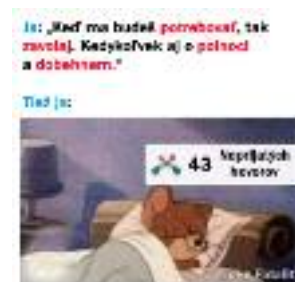 Ja: „Keď ma budeš potrebovať, tak
zavolaj. Kedykoľvek aj o polnoci
a dobehnem.“
Tiež ja:
43 Neprijatých
hovorov